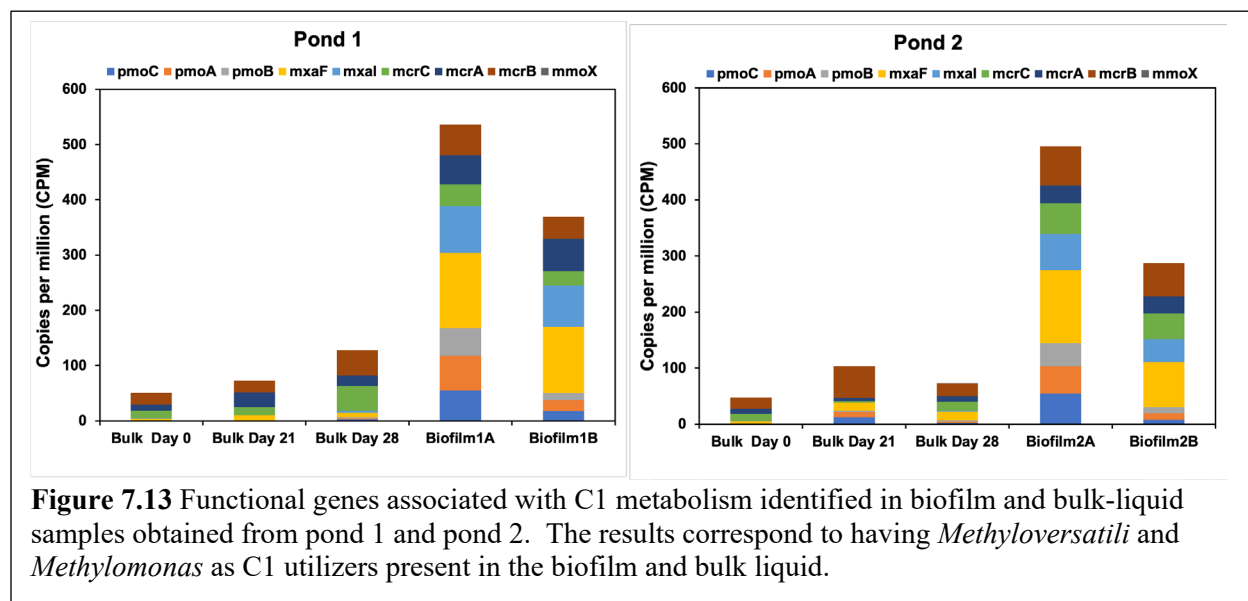 Pond 1
pmoC pmoA pmoB mxaF mxaI mcrC mcrA mcrB mmoX
Copies per million (CPM)
600
500
400
300
200
100
0
Bulk Day 0 Bulk Day 21 Bulk Day 28 Biofilm1A Biofilm1B
Pond 2
pmoC pmoA pmoB mxaF mxaI mcrC mcrA mcrB mmoX
Copies per million (CPM)
600
500
400
300
200
100
0
Bulk Day 0 Bulk Day 21 Bulk Day 28 Biofilm2A Biofilm2B
Figure 7.13 Functional genes associated with C1 metabolism identified in biofilm and bulk-liquid
samples obtained from pond 1 and pond 2. The results correspond to having Methyloversatili and
Methylomonas as C1 utilizers present in the biofilm and bulk liquid.